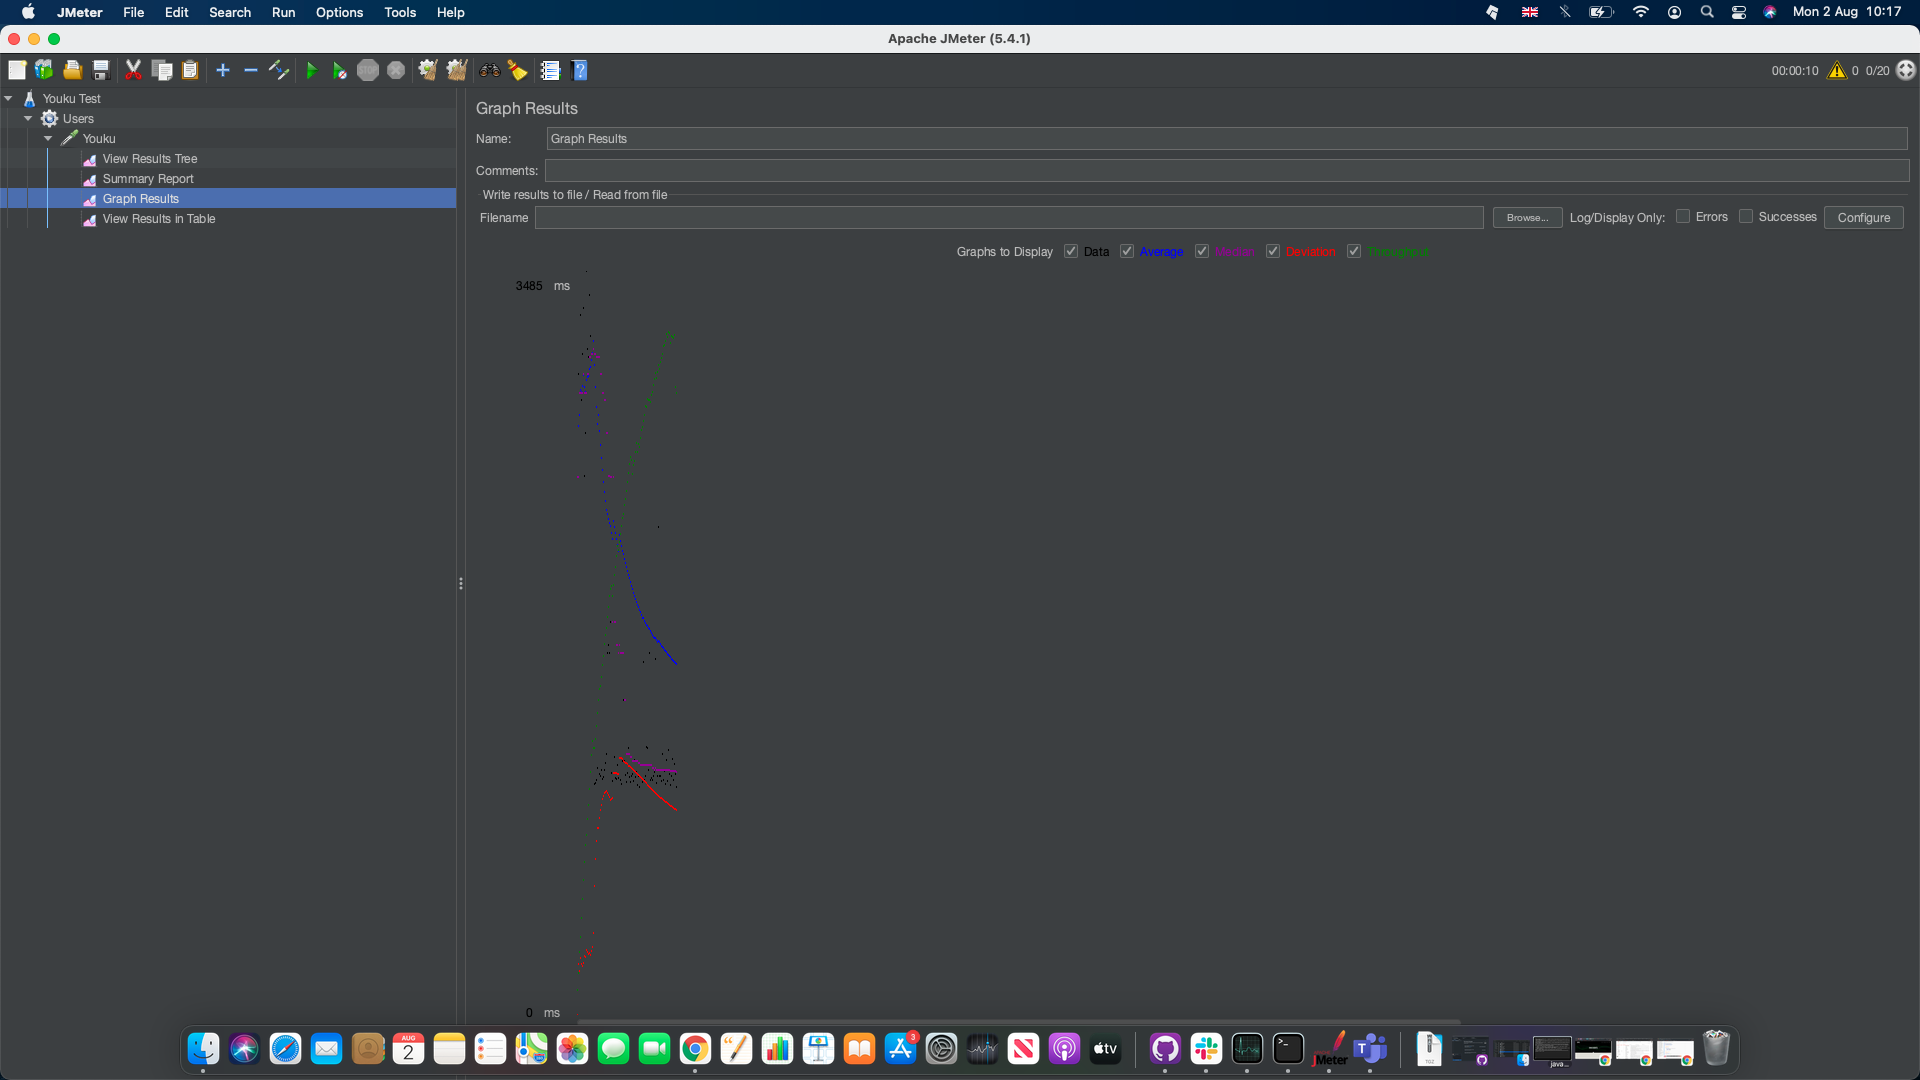 JMeter File Edit Search Run Options Tools Help Mon 2 Aug 10:17
Apache JMeter (5.4.1)
00:00:10 0 0/20
Youku Test
Users
Youku
View Results Tree
Summary Report
Graph Results
View Results in Table
Graph Results
Name: Graph Results
Comments:
Write results to file / Read from file
Filename Browse... Log/Display Only: Errors Successes Configure
Graphs to Display Data Average Median Deviation Throughput
3485 ms
0 ms
AUG
2
3
tv
JMeter
TGZ
java...